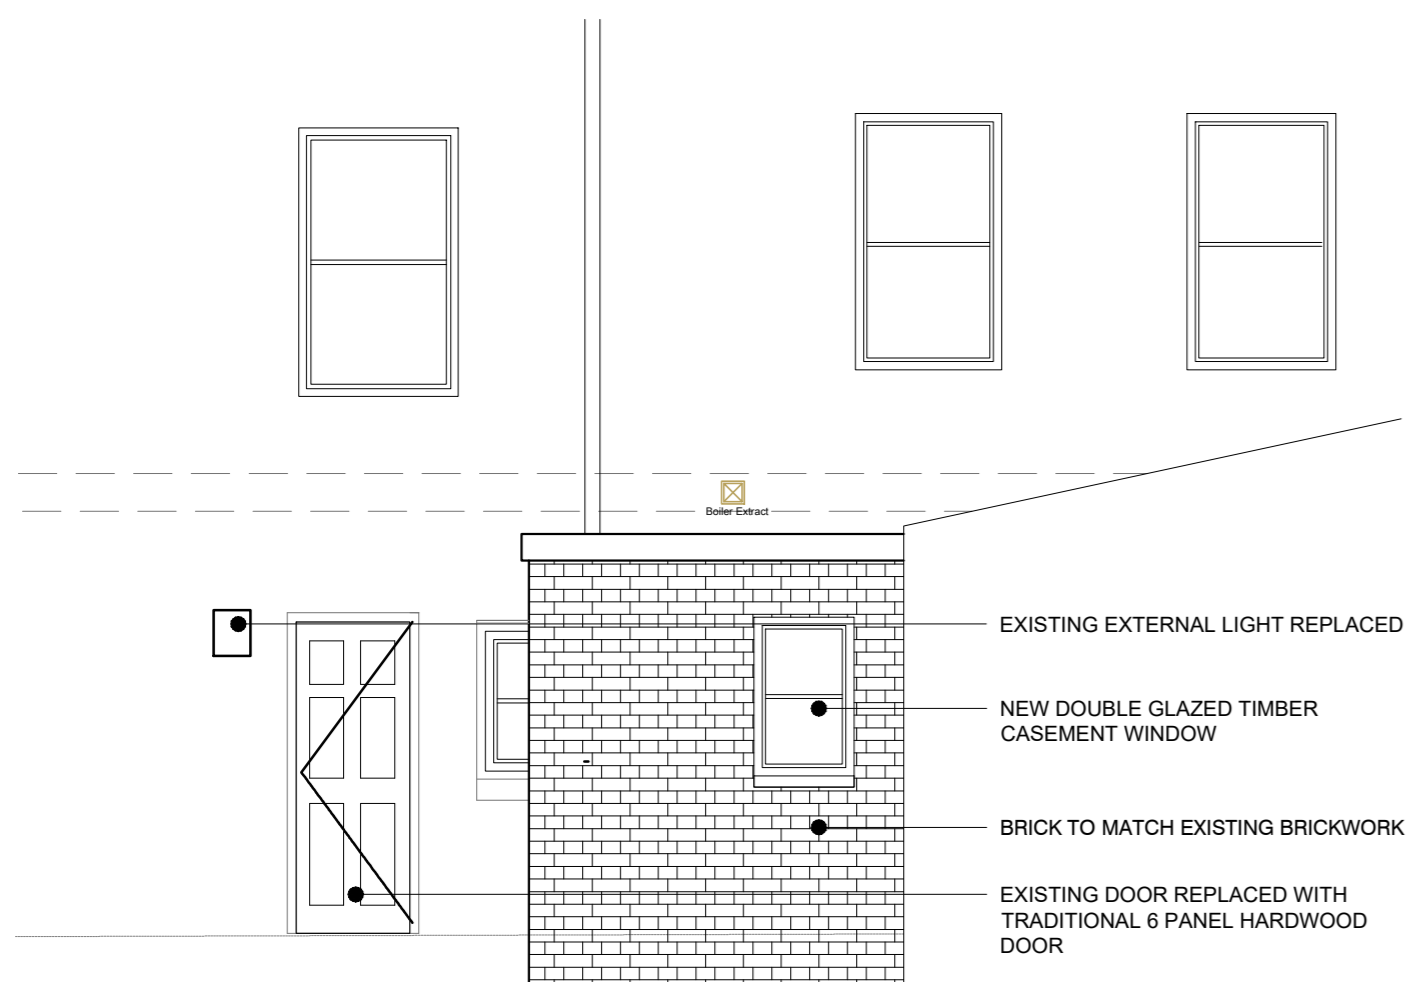 Boiler Extract
EXISTING EXTERNAL LIGHT REPLACED
NEW DOUBLE GLAZED TIMBER
CASEMENT WINDOW
BRICK TO MATCH EXISTING BRICKWORK
EXISTING DOOR REPLACED WITH
TRADITIONAL 6 PANEL HARDWOOD
DOOR